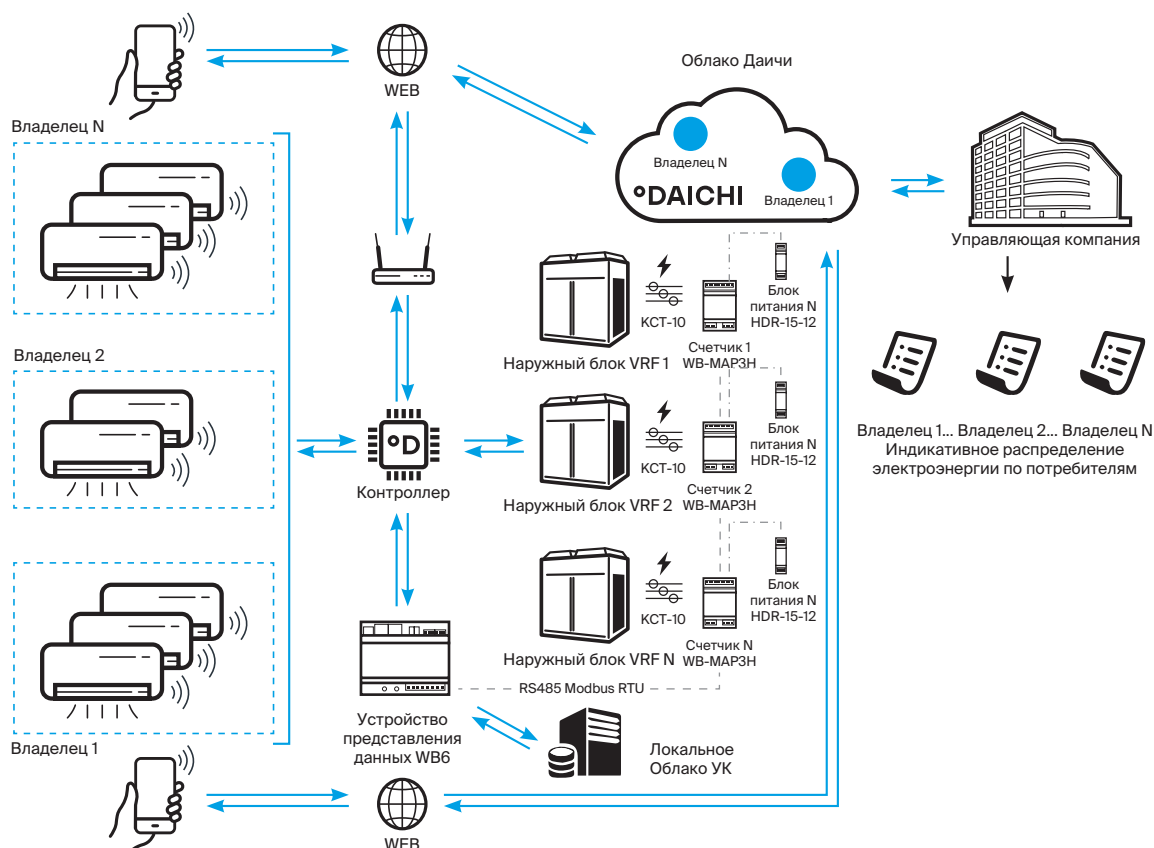 Облако Даичи
WEB
Владелец N
Владелец N
Владелец 1
°DAICHI
Управляющая компания
KCT-10
Блок
питания N
HDR-15-12
Наружный блок VRF 1
Счетчик 1
WB-MAP3H
Владелец 2
Владелец 1... Владелец 2... Владелец N
Индикативное распределение
электроэнергии по потребителям
°D
Контроллер
KCT-10
Блок
питания N
HDR-15-12
Наружный блок VRF 2
Счетчик 2
WB-MAP3H
KCT-10
Блок
питания N
HDR-15-12
Наружный блок VRF N
Счетчик N
WB-MAP3H
RS485 Modbus RTU
Устройство
представления
данных WB6
Локальное
Облако УК
Владелец 1
WEB